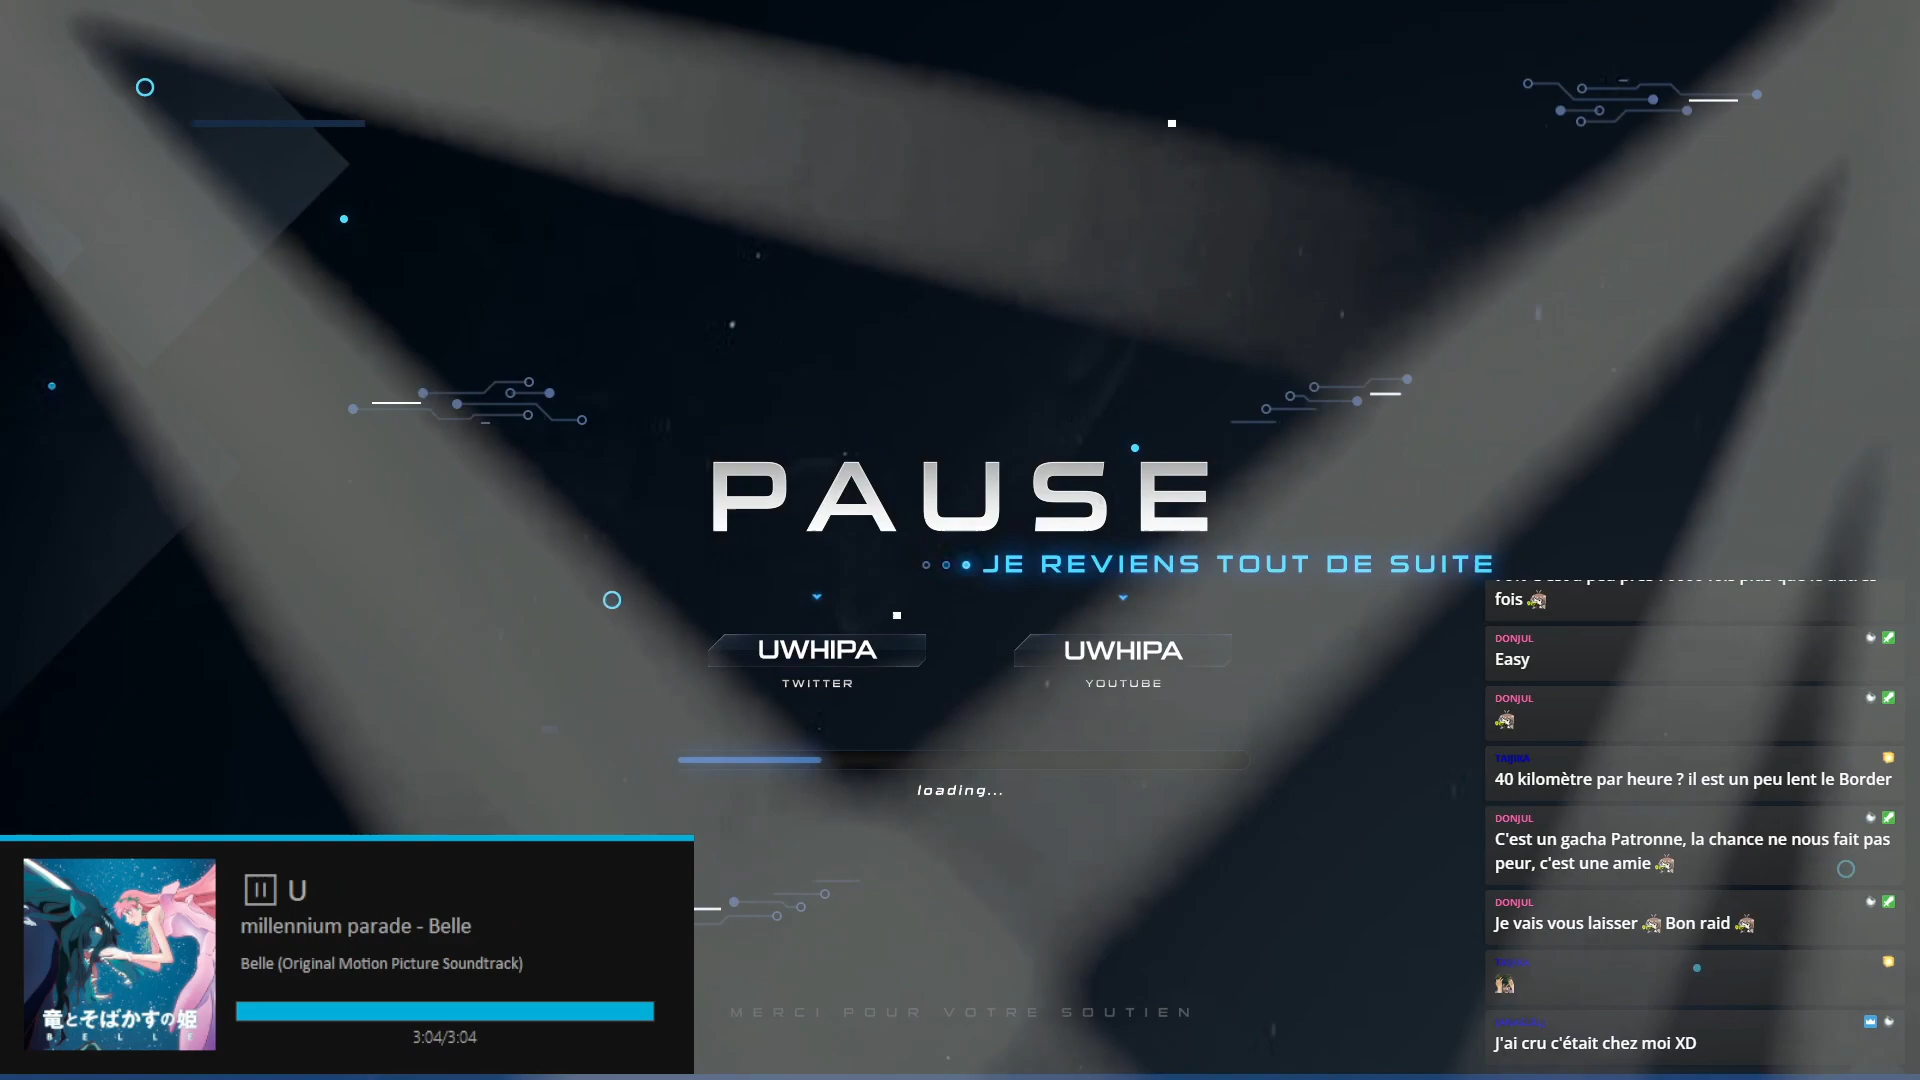 PAUSE
JE REVIENS TOUT DE SUITE
UWHIPA
TWITTER
UWHIPA
YOUTUBE
loading...
U
millennium parade - Belle
Belle (Original Motion Picture Soundtrack)
3:04/3:04
竜とそばかすの姫
BELLE
MERCI POUR VOTRE SOUTIEN
fois
DONJUL
Easy
DONJUL
TAIJIRA
40 kilomètre par heure ? il est un peu lent le Border
DONJUL
C'est un gacha Patronne, la chance ne nous fait pas
peur, c'est une amie
DONJUL
Je vais vous laisser Bon raid
J'ai cru c'était chez moi XD